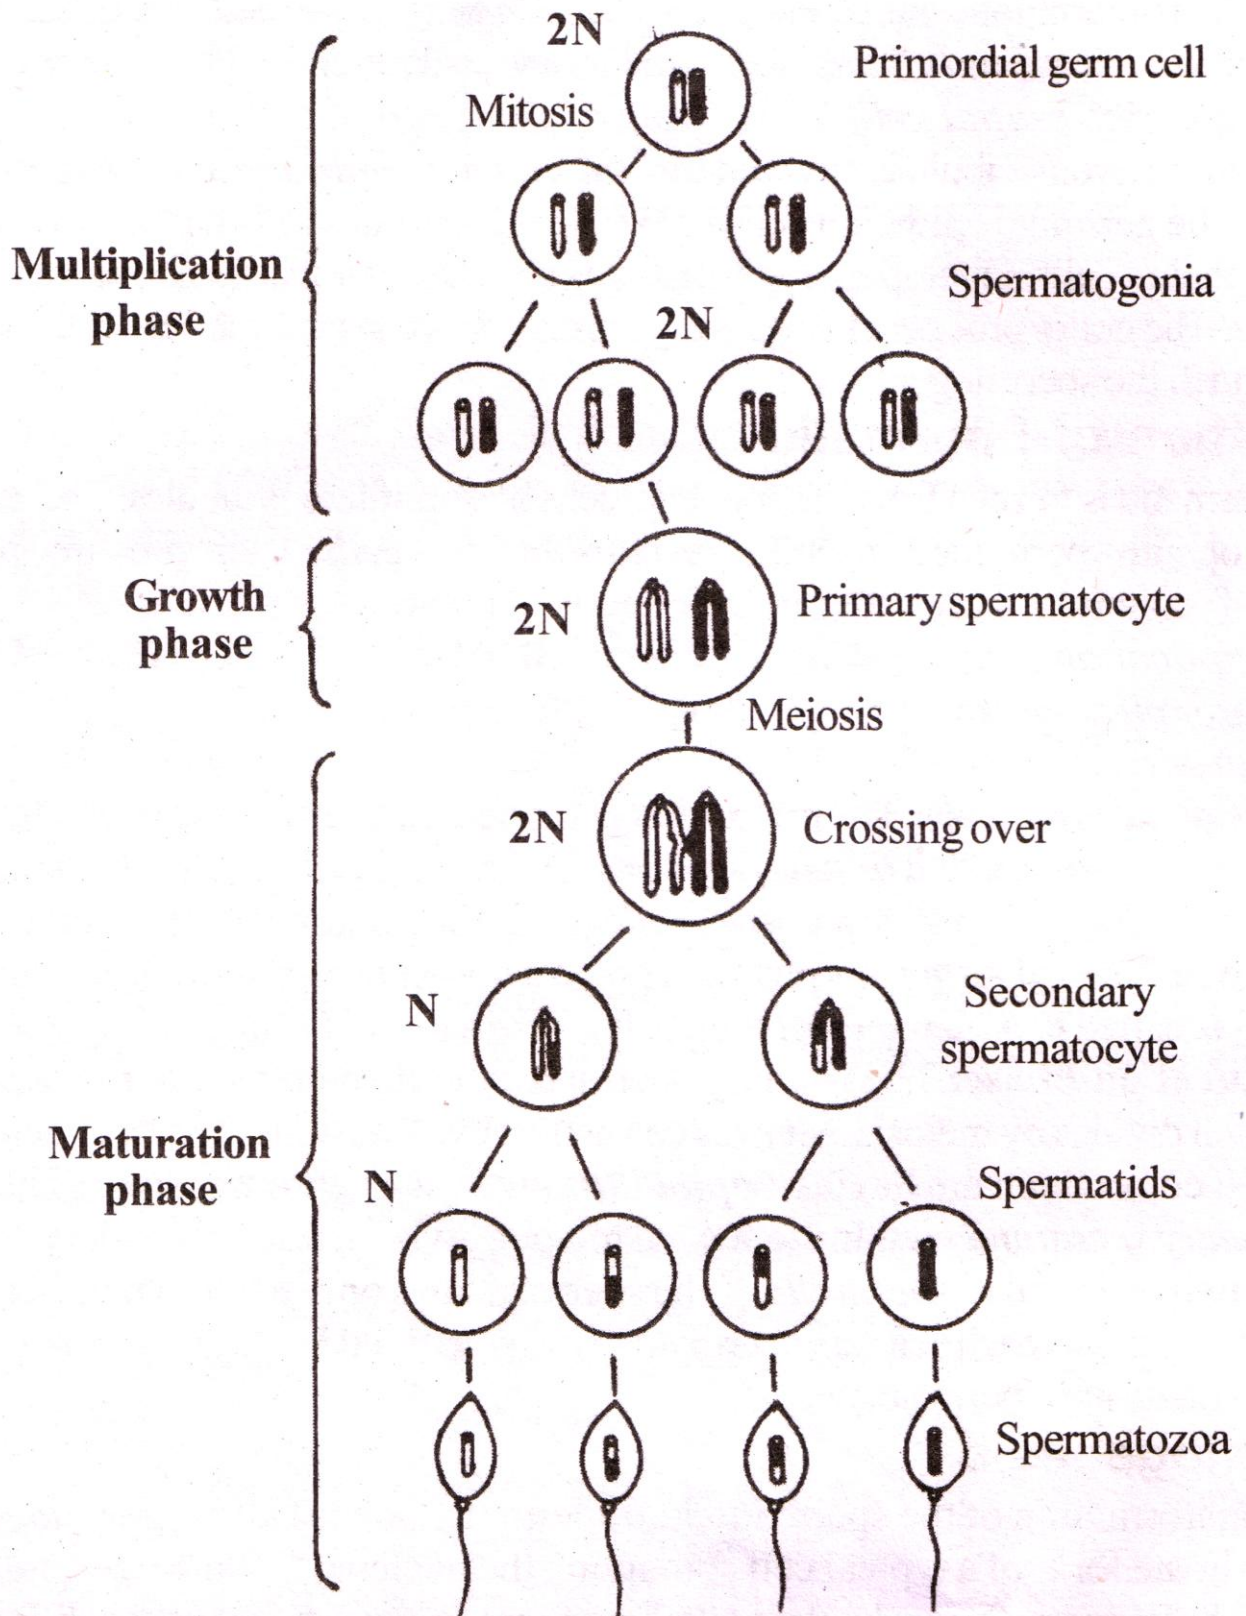 2N
Primordial germ cell
Mitosis
Multiplication
phase
Spermatogonia
2N
Growth
phase
2N
Primary spermatocyte
Meiosis
2N
Crossing over
N
Secondary
spermatocyte
Maturation
phase
N
Spermatids
Spermatozoa